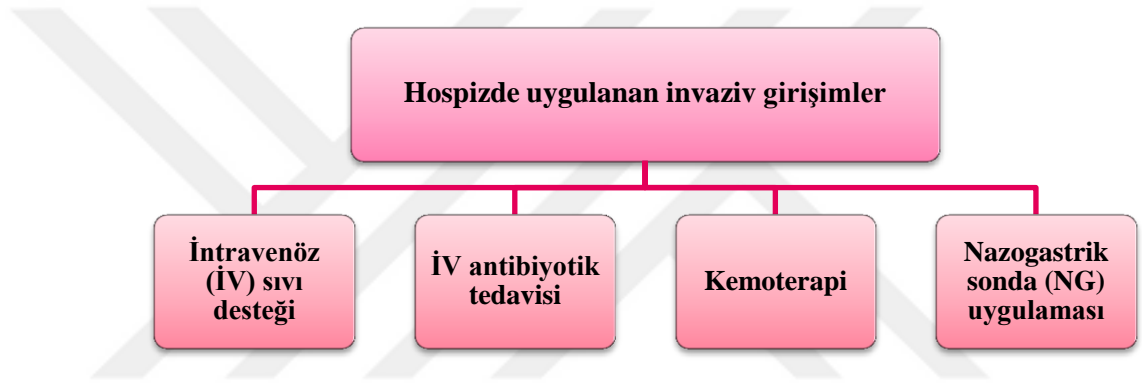 Hospizde uygulanan invaziv girişimler
İntravenöz
(İV) sıvı
desteği
İV antibiyotik
tedavisi
Kemoterapi
Nazogastrik
sonda (NG)
uygulaması